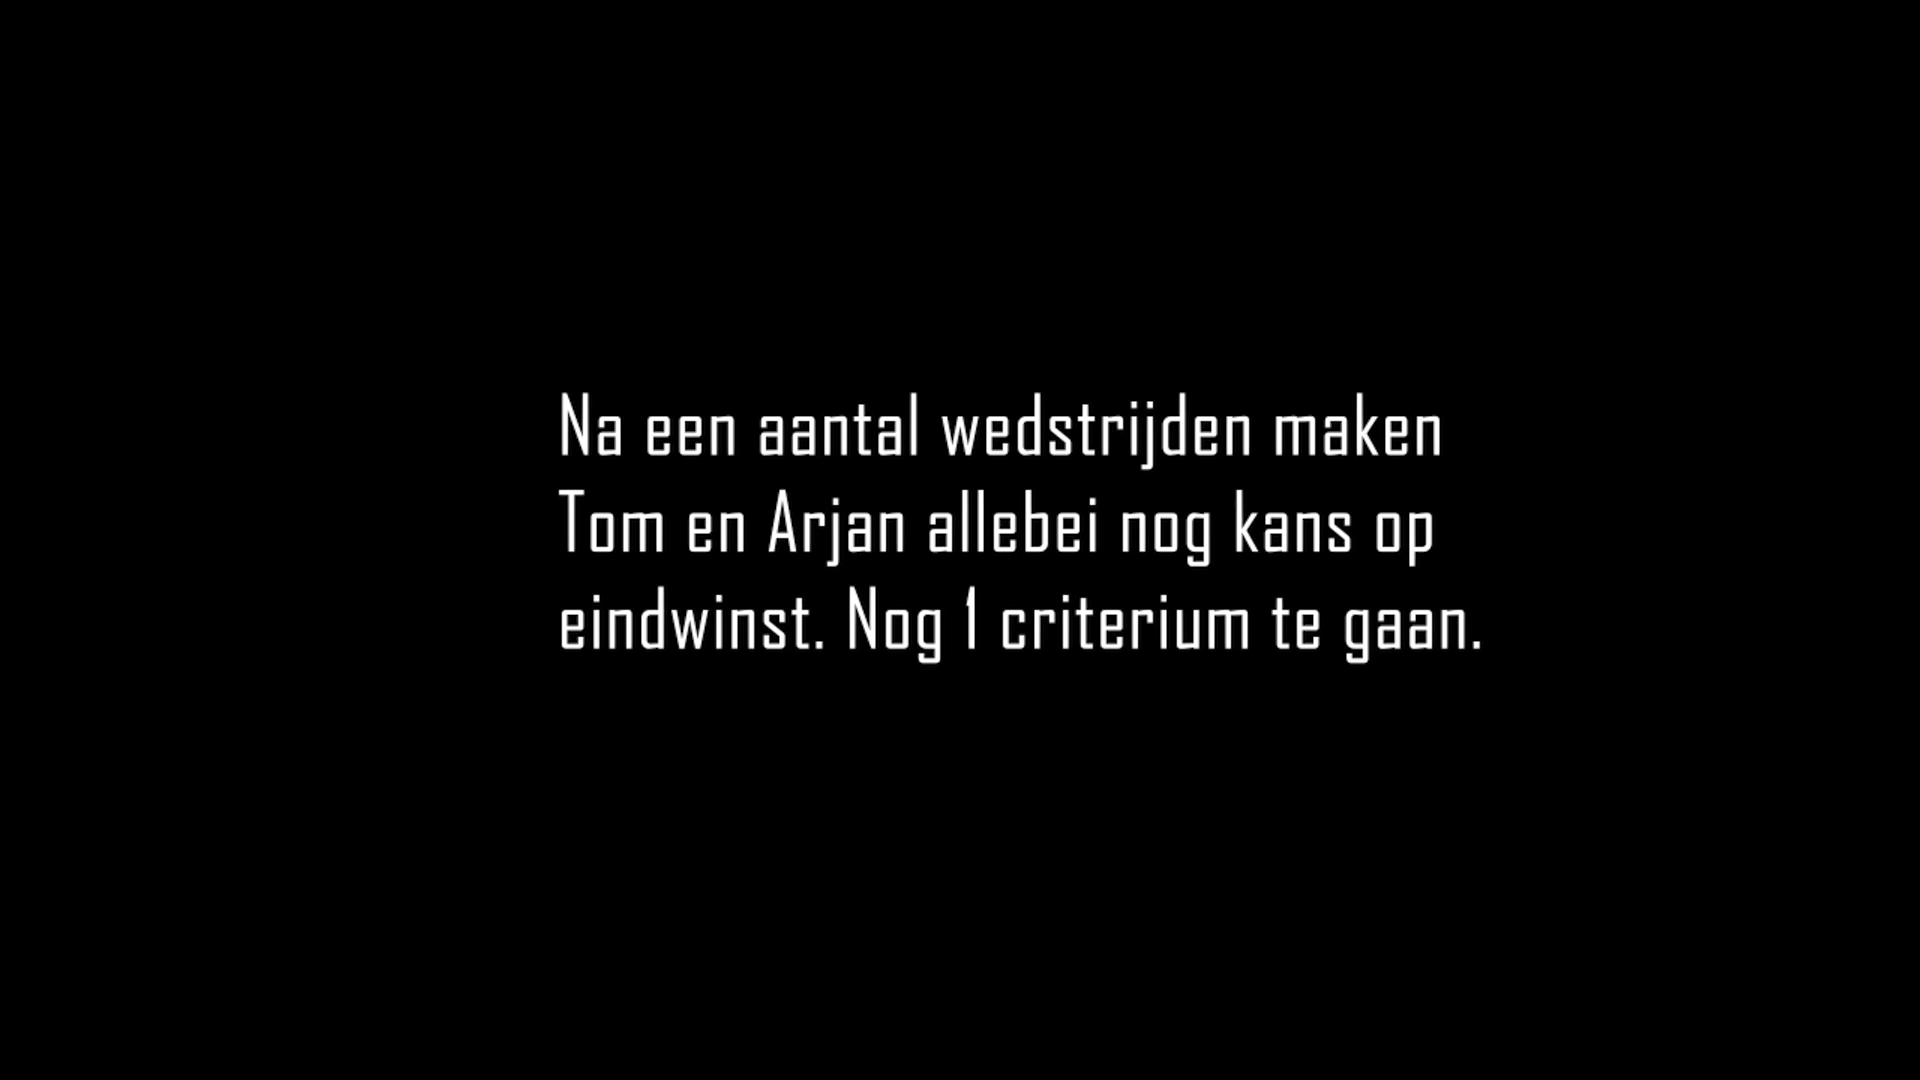 Na een aantal wedstrijden maken
Tom en Arjan allebei nog kans op
eindwinst. Nog 1 criterium te gaan.